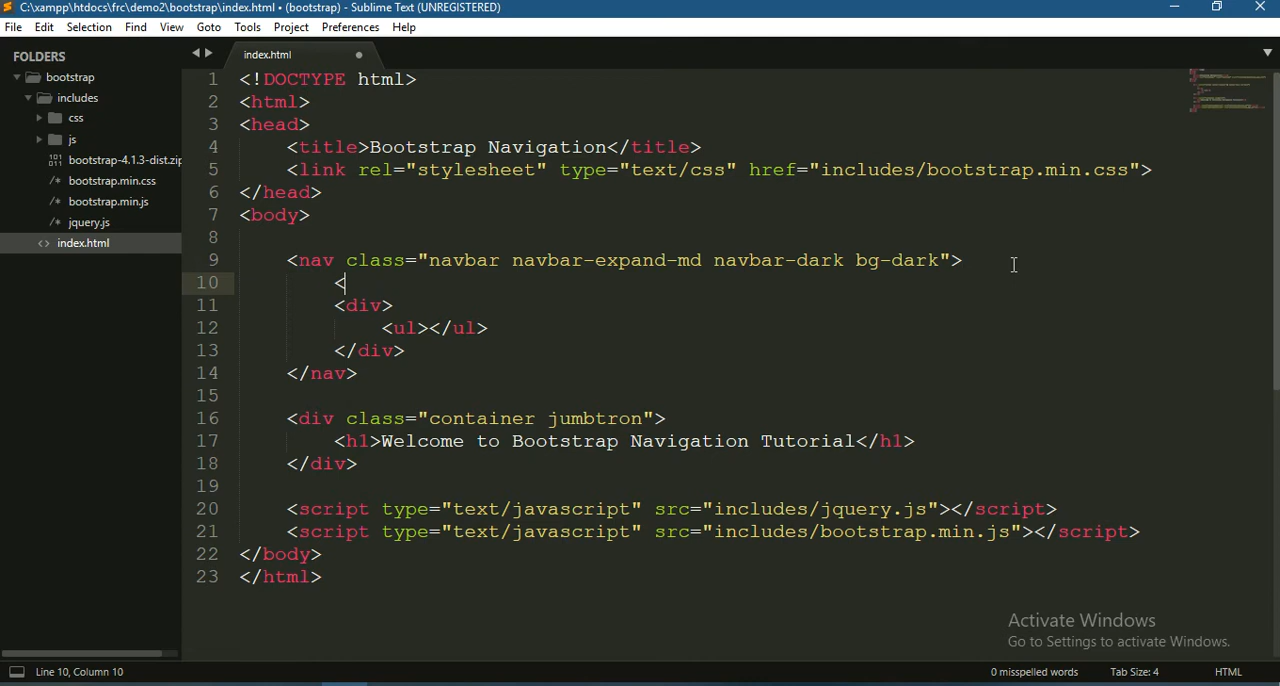 C:\xampp\htdocs\frc\demo2\bootstrap\index.html • (bootstrap) - Sublime Text (UNREGISTERED)
File Edit Selection Find View Goto Tools Project Preferences Help
FOLDERS
bootstrap
includes
css
js
bootstrap-4.1.3-dist.zip
bootstrap.min.css
bootstrap.min.js
jquery.js
index.html
index.html
1 <!DOCTYPE html>
2 <html>
3 <head>
4 <title>Bootstrap Navigation</title>
5 <link rel="stylesheet" type="text/css" href="includes/bootstrap.min.css">
6 </head>
7 <body>
8
9 <nav class="navbar navbar-expand-md navbar-dark bg-dark">
10 <
11 <div>
12 <ul></ul>
13 </div>
14 </nav>
15
16 <div class="container jumbtron">
17 <h1>Welcome to Bootstrap Navigation Tutorial</h1>
18 </div>
19
20 <script type="text/javascript" src="includes/jquery.js"></script>
21 <script type="text/javascript" src="includes/bootstrap.min.js"></script>
22 </body>
23 </html>
Activate Windows
Go to Settings to activate Windows.
Line 10, Column 10 0 misspelled words Tab Size: 4 HTML